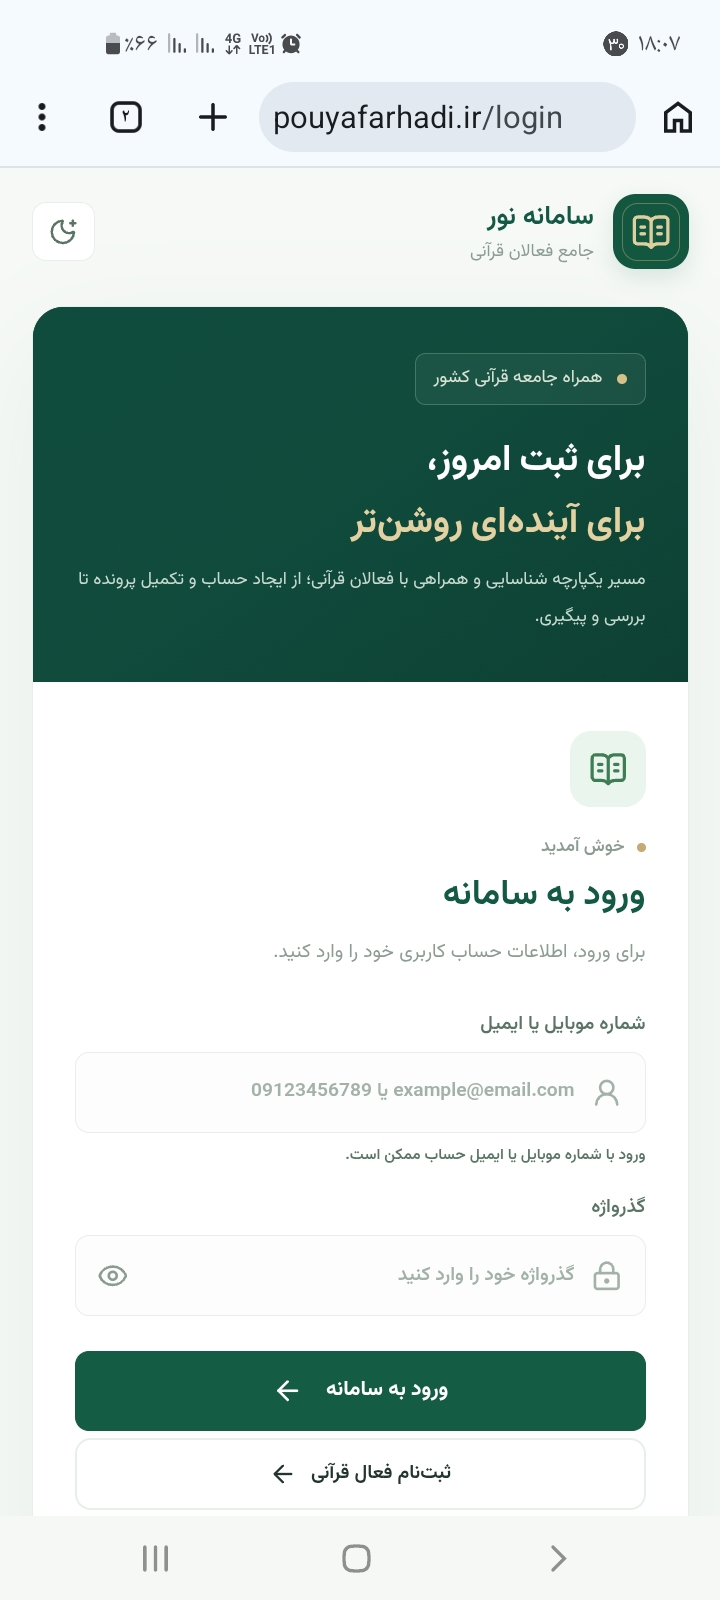 ۱۸:۰۷ ۳۰
4G Vo)) LTE1 ٪۶۶
pouyafarhadi.ir/login
۲
سامانه نور
جامع فعالان قرآنی
همراه جامعه قرآنی کشور
برای ثبت امروز،
برای آینده‌ای روشن‌تر
مسیر یکپارچه شناسایی و همراهی با فعالان قرآنی؛ از ایجاد حساب و تکمیل پرونده تا
بررسی و پیگیری.
خوش آمدید
ورود به سامانه
برای ورود، اطلاعات حساب کاربری خود را وارد کنید.
شماره موبایل یا ایمیل
example@email.com یا 09123456789
ورود با شماره موبایل یا ایمیل حساب ممکن است.
گذرواژه
گذرواژه خود را وارد کنید
ورود به سامانه
ثبت‌نام فعال قرآنی